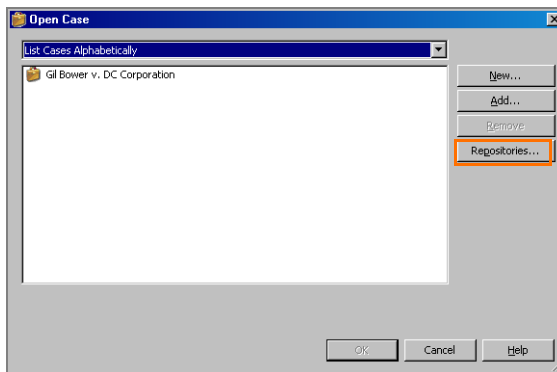 Open Case
List Cases Alphabetically
Gil Bower v. DC Corporation
New...
Add...
Remove
Repositories...
OK
Cancel
Help